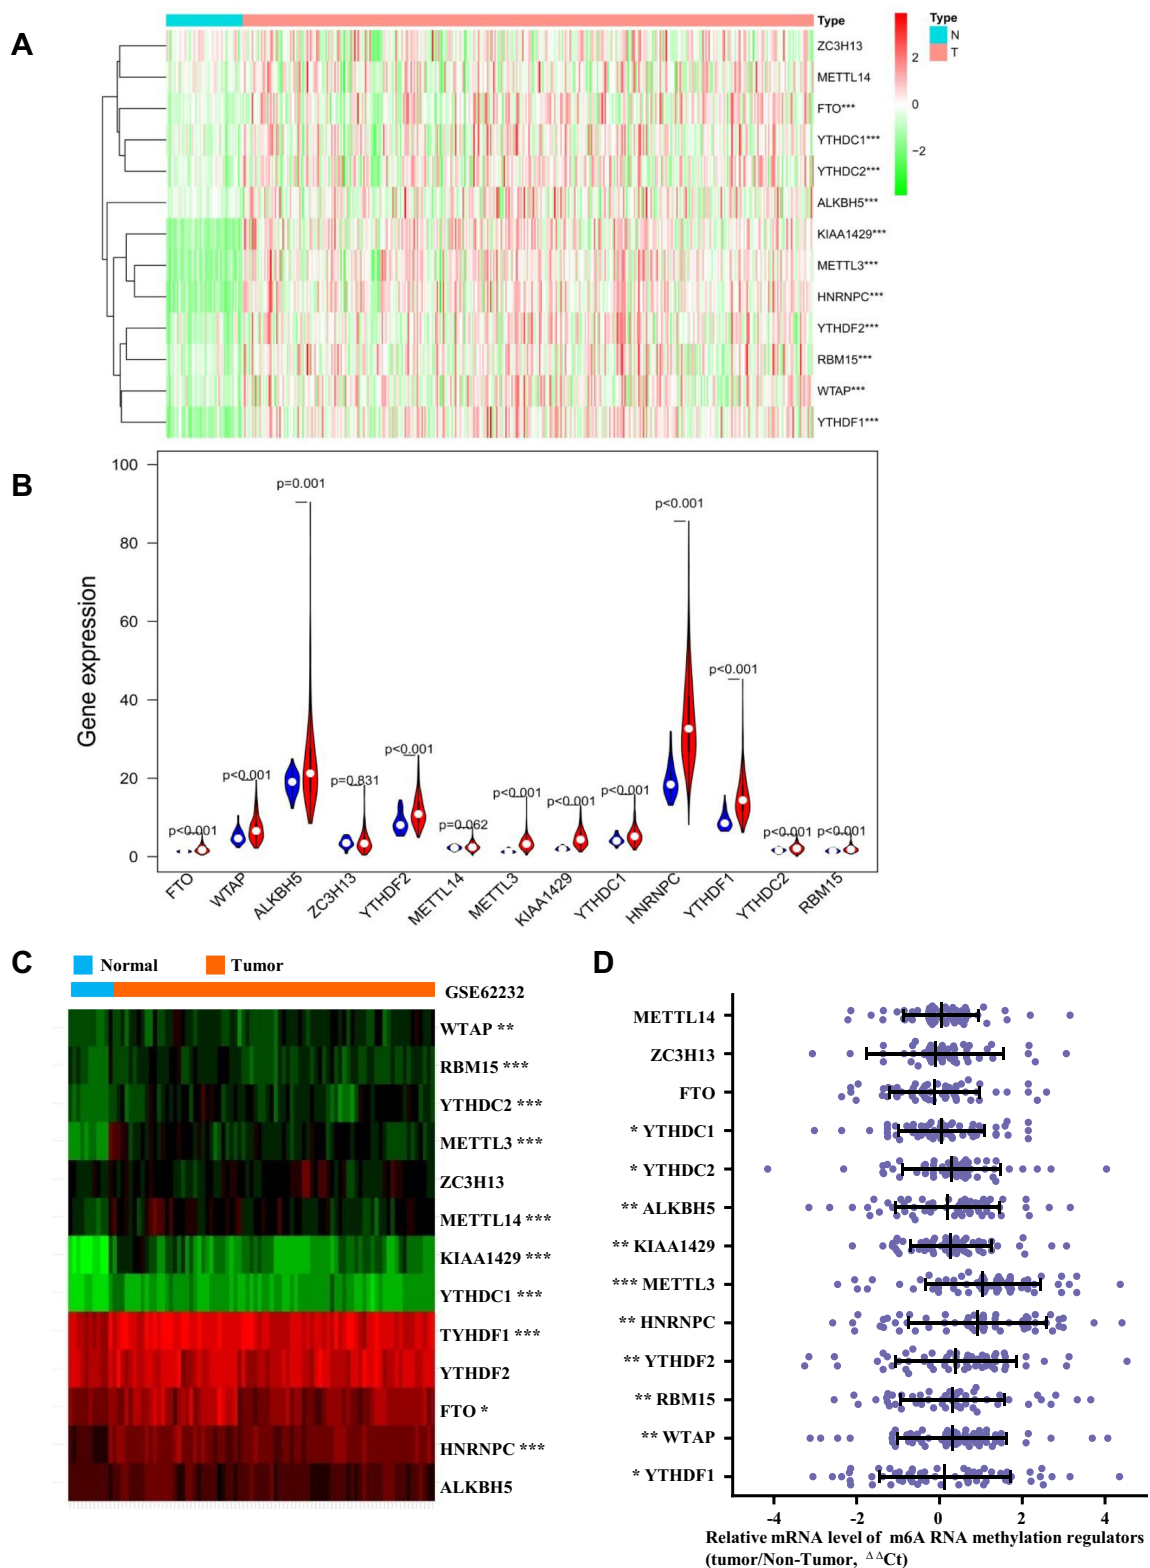 A
Type
ZC3H13
METTL14
FTO***
YTHDC1***
YTHDC2***
ALKBH5***
KIAA1429***
METTL3***
HNRNPC***
YTHDF2***
RBM15***
WTAP***
YTHDF1***
2
0
−2
Type
N
T
B
Gene expression
100
80
60
40
20
0
p<0.001
p<0.001
p=0.001
p=0.831
p<0.001
p=0.062
p<0.001
p<0.001
p<0.001
p<0.001
p<0.001
p<0.001
p<0.001
FTO
WTAP
ALKBH5
ZC3H13
YTHDF2
METTL14
METTL3
KIAA1429
YTHDC1
HNRNPC
YTHDF1
YTHDC2
RBM15
C
Normal
Tumor
GSE62232
WTAP **
RBM15 ***
YTHDC2 ***
METTL3 ***
ZC3H13
METTL14 ***
KIAA1429 ***
YTHDC1 ***
TYHDF1 ***
YTHDF2
FTO *
HNRNPC ***
ALKBH5
D
METTL14
ZC3H13
FTO
* YTHDC1
* YTHDC2
** ALKBH5
** KIAA1429
*** METTL3
** HNRNPC
** YTHDF2
** RBM15
** WTAP
* YTHDF1
-4 -2 0 2 4
Relative mRNA level of m6A RNA methylation regulators
(tumor/Non-Tumor, ΔΔCt)